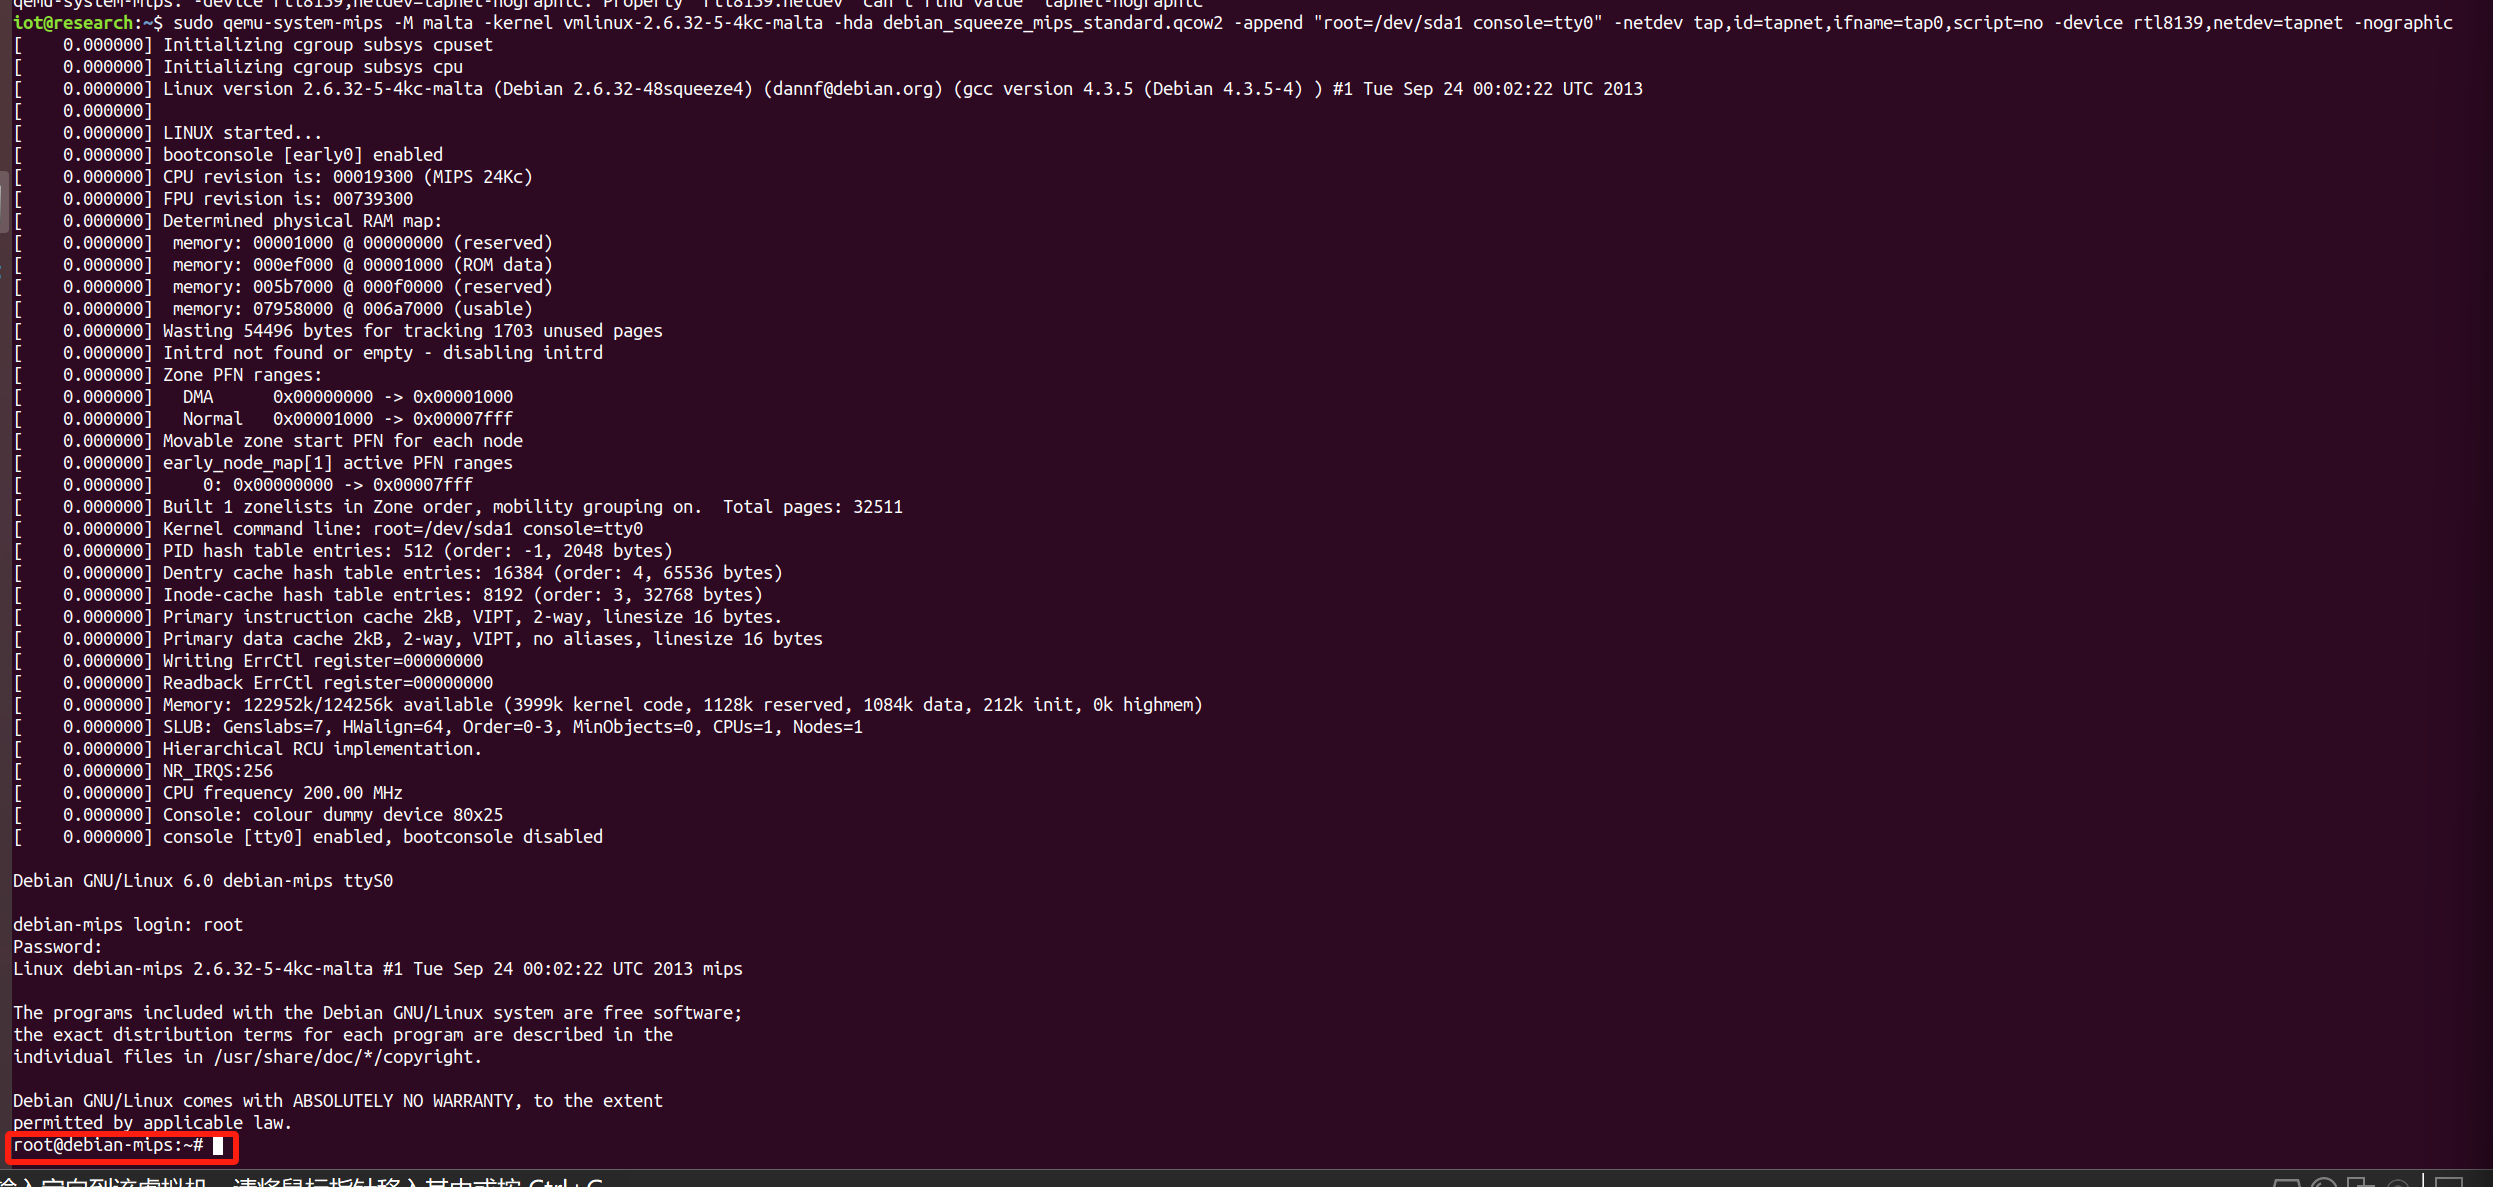 qemu-system-mips: -device rtl8139,netdev=tapnet-nographic: Property 'rtl8139.netdev' can't find value 'tapnet-nographic'
iot@research:~$ sudo qemu-system-mips -M malta -kernel vmlinux-2.6.32-5-4kc-malta -hda debian_squeeze_mips_standard.qcow2 -append "root=/dev/sda1 console=tty0" -netdev tap,id=tapnet,ifname=tap0,script=no -device rtl8139,netdev=tapnet -nographic
[    0.000000] Initializing cgroup subsys cpuset
[    0.000000] Initializing cgroup subsys cpu
[    0.000000] Linux version 2.6.32-5-4kc-malta (Debian 2.6.32-48squeeze4) (dannf@debian.org) (gcc version 4.3.5 (Debian 4.3.5-4) ) #1 Tue Sep 24 00:02:22 UTC 2013
[    0.000000]
[    0.000000] LINUX started...
[    0.000000] bootconsole [early0] enabled
[    0.000000] CPU revision is: 00019300 (MIPS 24Kc)
[    0.000000] FPU revision is: 00739300
[    0.000000] Determined physical RAM map:
[    0.000000]  memory: 00001000 @ 00000000 (reserved)
[    0.000000]  memory: 000ef000 @ 00001000 (ROM data)
[    0.000000]  memory: 005b7000 @ 000f0000 (reserved)
[    0.000000]  memory: 07958000 @ 006a7000 (usable)
[    0.000000] Wasting 54496 bytes for tracking 1703 unused pages
[    0.000000] Initrd not found or empty - disabling initrd
[    0.000000] Zone PFN ranges:
[    0.000000]   DMA      0x00000000 -> 0x00001000
[    0.000000]   Normal   0x00001000 -> 0x00007fff
[    0.000000] Movable zone start PFN for each node
[    0.000000] early_node_map[1] active PFN ranges
[    0.000000]     0: 0x00000000 -> 0x00007fff
[    0.000000] Built 1 zonelists in Zone order, mobility grouping on.  Total pages: 32511
[    0.000000] Kernel command line: root=/dev/sda1 console=tty0
[    0.000000] PID hash table entries: 512 (order: -1, 2048 bytes)
[    0.000000] Dentry cache hash table entries: 16384 (order: 4, 65536 bytes)
[    0.000000] Inode-cache hash table entries: 8192 (order: 3, 32768 bytes)
[    0.000000] Primary instruction cache 2kB, VIPT, 2-way, linesize 16 bytes.
[    0.000000] Primary data cache 2kB, 2-way, VIPT, no aliases, linesize 16 bytes
[    0.000000] Writing ErrCtl register=00000000
[    0.000000] Readback ErrCtl register=00000000
[    0.000000] Memory: 122952k/124256k available (3999k kernel code, 1128k reserved, 1084k data, 212k init, 0k highmem)
[    0.000000] SLUB: Genslabs=7, HWalign=64, Order=0-3, MinObjects=0, CPUs=1, Nodes=1
[    0.000000] Hierarchical RCU implementation.
[    0.000000] NR_IRQS:256
[    0.000000] CPU frequency 200.00 MHz
[    0.000000] Console: colour dummy device 80x25
[    0.000000] console [tty0] enabled, bootconsole disabled
Debian GNU/Linux 6.0 debian-mips ttyS0
debian-mips login: root
Password:
Linux debian-mips 2.6.32-5-4kc-malta #1 Tue Sep 24 00:02:22 UTC 2013 mips
The programs included with the Debian GNU/Linux system are free software;
the exact distribution terms for each program are described in the
individual files in /usr/share/doc/*/copyright.
Debian GNU/Linux comes with ABSOLUTELY NO WARRANTY, to the extent
permitted by applicable law.
root@debian-mips:~#
输入定向到该虚拟机，请将鼠标指针移入其中或按 Ctrl+G